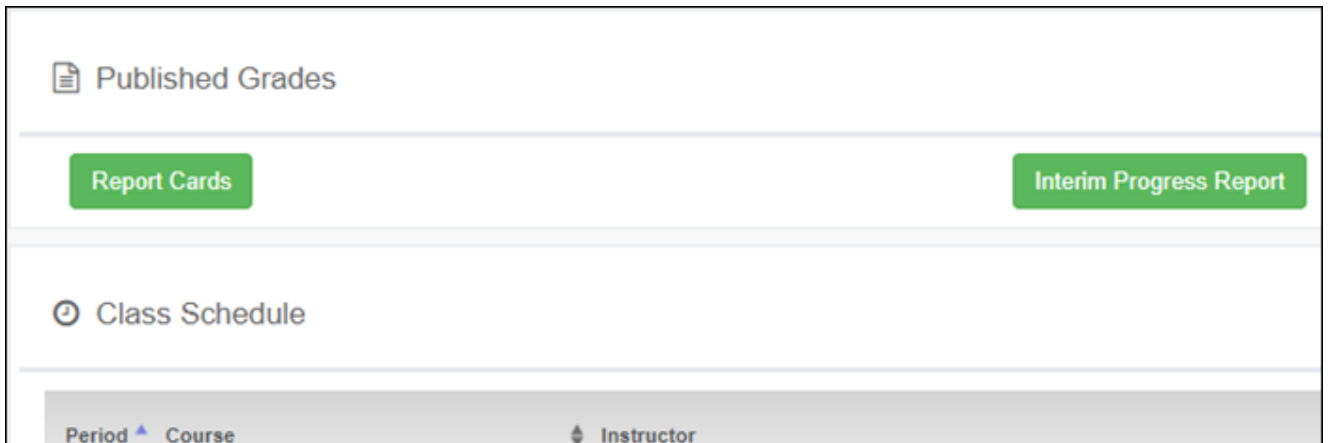 Published Grades
Report Cards Interim Progress Report
Class Schedule
Period Course Instructor